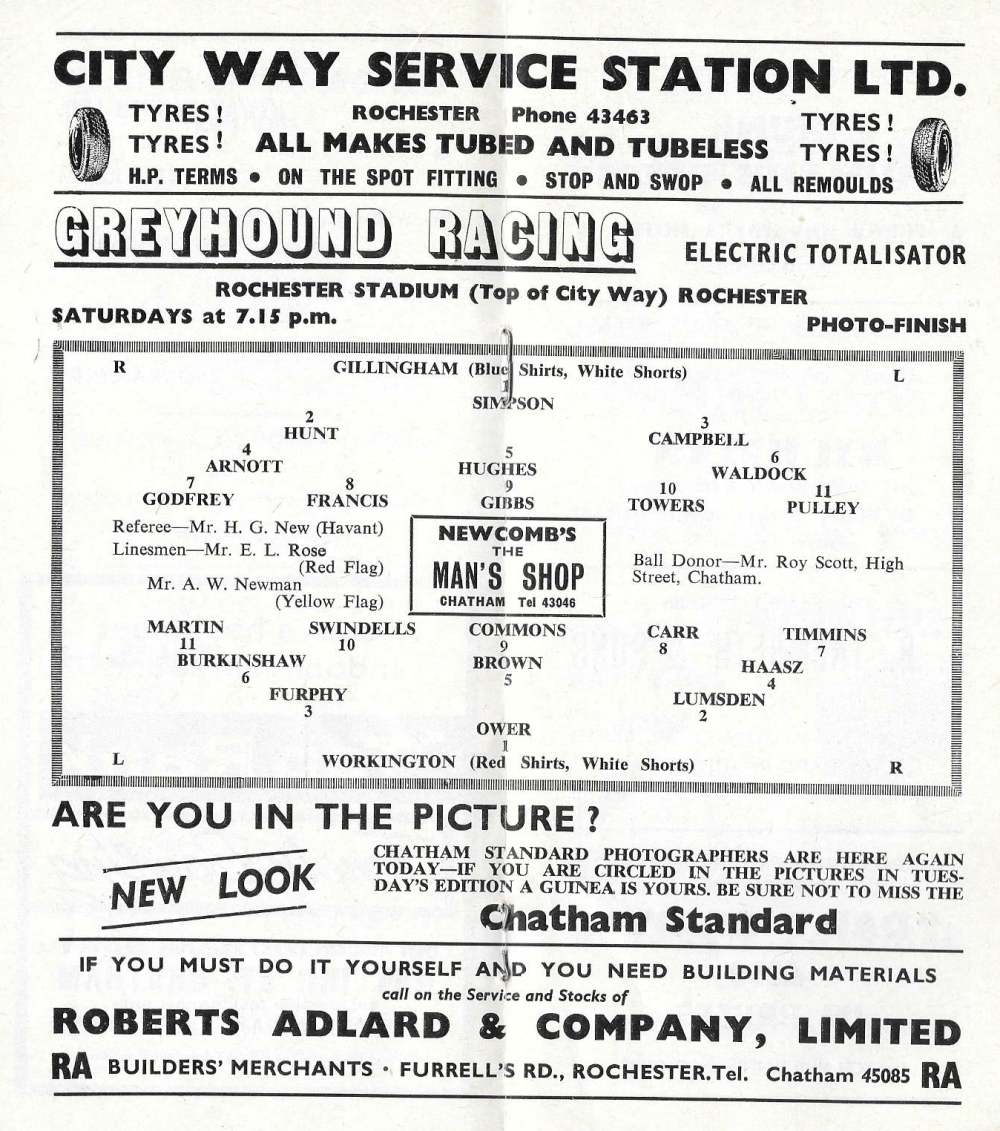 CITY WAY SERVICE STATION LTD.
TYRES! ROCHESTER Phone 43463 TYRES!
TYRES! ALL MAKES TUBED AND TUBELESS TYRES!
H.P. TERMS • ON THE SPOT FITTING • STOP AND SWOP • ALL REMOULDS
GREYHOUND RACING ELECTRIC TOTALISATOR
ROCHESTER STADIUM (Top of City Way) ROCHESTER
SATURDAYS at 7.15 p.m. PHOTO-FINISH
R GILLINGHAM (Blue Shirts, White Shorts) L
1
SIMPSON
2 3
HUNT CAMPBELL
4 5 6
ARNOTT HUGHES WALDOCK
7 8 9 10 11
GODFREY FRANCIS GIBBS TOWERS PULLEY
Referee—Mr. H. G. New (Havant)
Linesmen—Mr. E. L. Rose
(Red Flag)
Mr. A. W. Newman
(Yellow Flag)
NEWCOMB'S
THE
MAN'S SHOP
CHATHAM Tel 43046
Ball Donor—Mr. Roy Scott, High
Street, Chatham.
MARTIN SWINDELLS COMMONS CARR TIMMINS
11 10 9 8 7
BURKINSHAW BROWN HAASZ
6 5 4
FURPHY LUMSDEN
3 2
OWER
1
L WORKINGTON (Red Shirts, White Shorts) R
ARE YOU IN THE PICTURE?
NEW LOOK
CHATHAM STANDARD PHOTOGRAPHERS ARE HERE AGAIN
TODAY—IF YOU ARE CIRCLED IN THE PICTURES IN TUES-
DAY'S EDITION A GUINEA IS YOURS. BE SURE NOT TO MISS THE
Chatham Standard
IF YOU MUST DO IT YOURSELF AND YOU NEED BUILDING MATERIALS
call on the Service and Stocks of
ROBERTS ADLARD & COMPANY, LIMITED
RA BUILDERS' MERCHANTS · FURRELL'S RD., ROCHESTER.Tel. Chatham 45085 RA